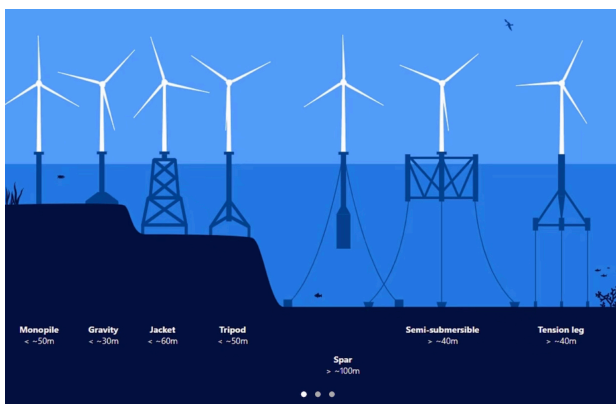 Monopile
< ~50m
Gravity
< ~30m
Jacket
< ~60m
Tripod
< ~50m
Spar
> ~100m
Semi-submersible
> ~40m
Tension leg
> ~40m